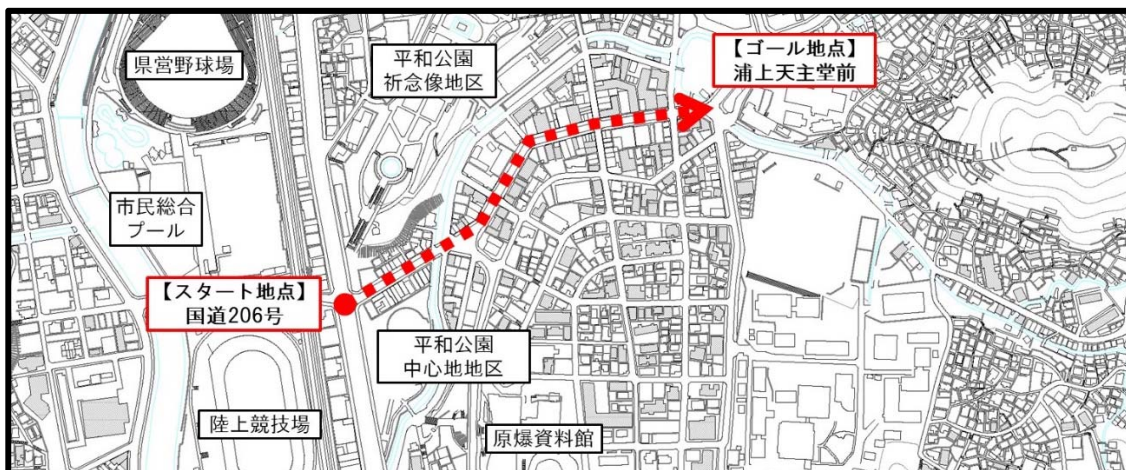 県営野球場
平和公園
祈念像地区
【ゴール地点】
浦上天主堂前
市民総合
プール
【スタート地点】
国道206号
平和公園
中心地地区
陸上競技場
原爆資料館